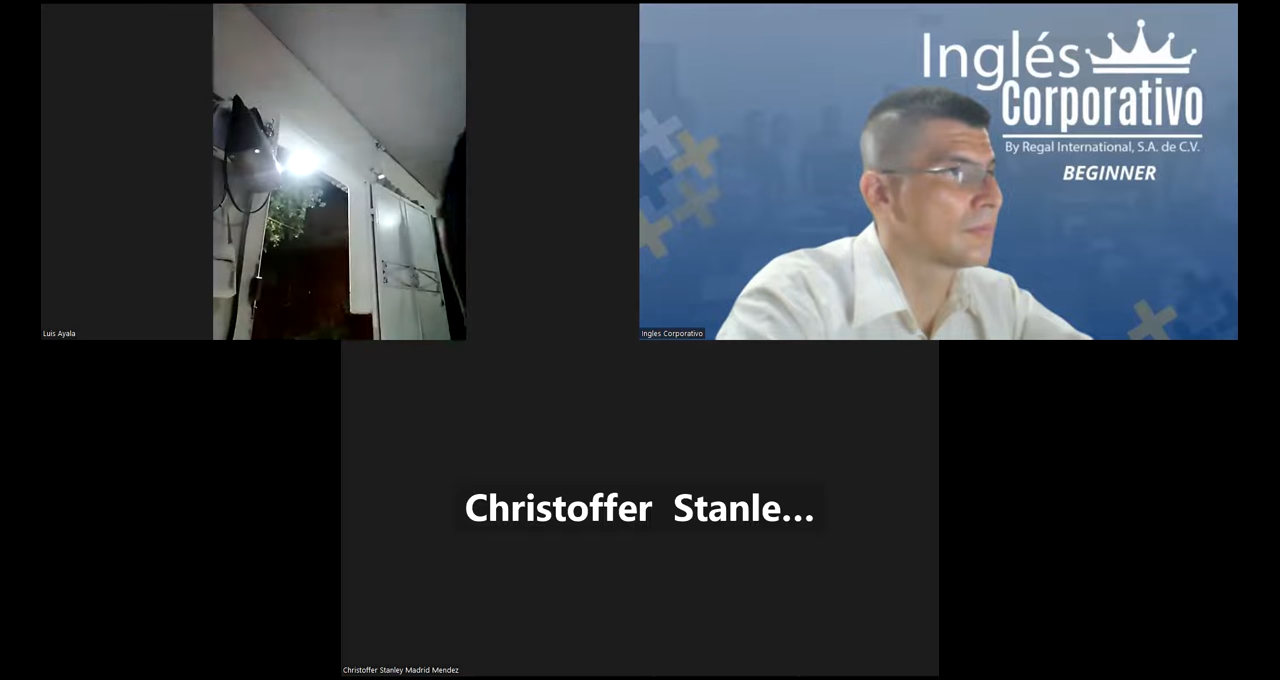 Luis Ayala
Inglés
Corporativo
By Regal International, S.A. de C.V.
BEGINNER
Ingles Corporativo
Christoffer Stanle...
Christoffer Stanley Madrid Mendez